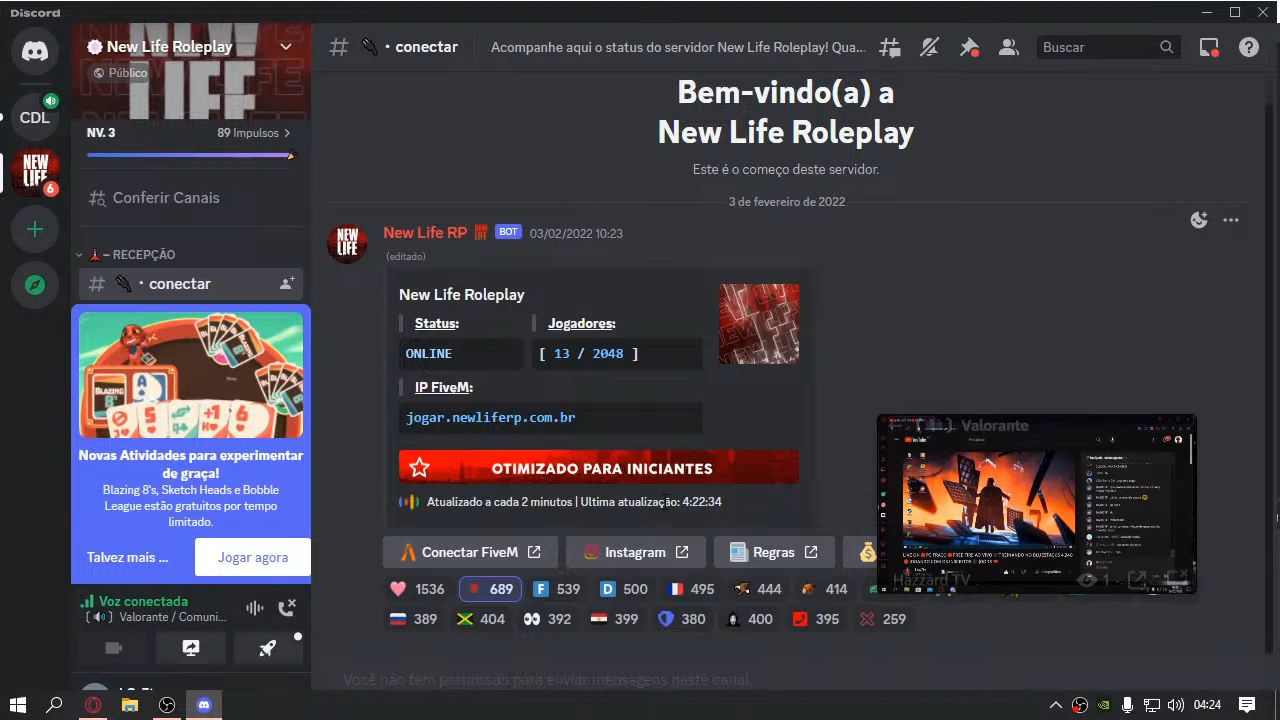 Discord
New Life Roleplay
Público
NV. 3
89 Impulsos
Conferir Canais
– RECEPÇÃO
• conectar
Novas Atividades para experimentar
de graça!
Blazing 8's, Sketch Heads e Bobble
League estão gratuitos por tempo
limitado.
Talvez mais ...
Jogar agora
Voz conectada
Valorante / Comuni...
CDL
NEW
LIFE
6
• conectar
Acompanhe aqui o status do servidor New Life Roleplay! Qua...
Buscar
Bem-vindo(a) a
New Life Roleplay
Este é o começo deste servidor.
3 de fevereiro de 2022
New Life RP
BOT
03/02/2022 10:23
(editado)
New Life Roleplay
Status:
Jogadores:
ONLINE
[ 13 / 2048 ]
IP FiveM:
jogar.newliferp.com.br
OTIMIZADO PARA INICIANTES
Atualizado a cada 2 minutos | Ultima atualização: 4:22:34
Conectar FiveM
Instagram
Regras
1536
689
539
500
495
444
414
389
404
392
399
380
400
395
259
Valorante
Hazzard TV
1
Você não tem permissão para enviar mensagens neste canal.
04:24